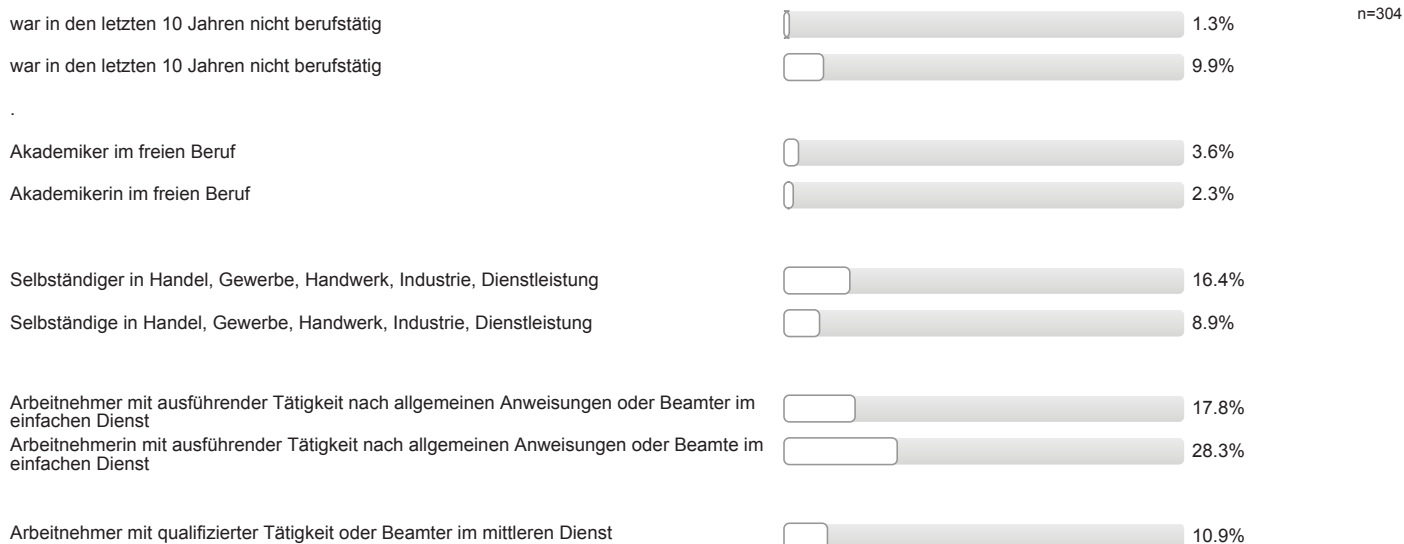 war in den letzten 10 Jahren nicht berufstätig 1.3% n=304
war in den letzten 10 Jahren nicht berufstätig 9.9%
.
Akademiker im freien Beruf 3.6%
Akademikerin im freien Beruf 2.3%
Selbständiger in Handel, Gewerbe, Handwerk, Industrie, Dienstleistung 16.4%
Selbständige in Handel, Gewerbe, Handwerk, Industrie, Dienstleistung 8.9%
Arbeitnehmer mit ausführender Tätigkeit nach allgemeinen Anweisungen oder Beamter im
einfachen Dienst 17.8%
Arbeitnehmerin mit ausführender Tätigkeit nach allgemeinen Anweisungen oder Beamte im
einfachen Dienst 28.3%
Arbeitnehmer mit qualifizierter Tätigkeit oder Beamter im mittleren Dienst 10.9%